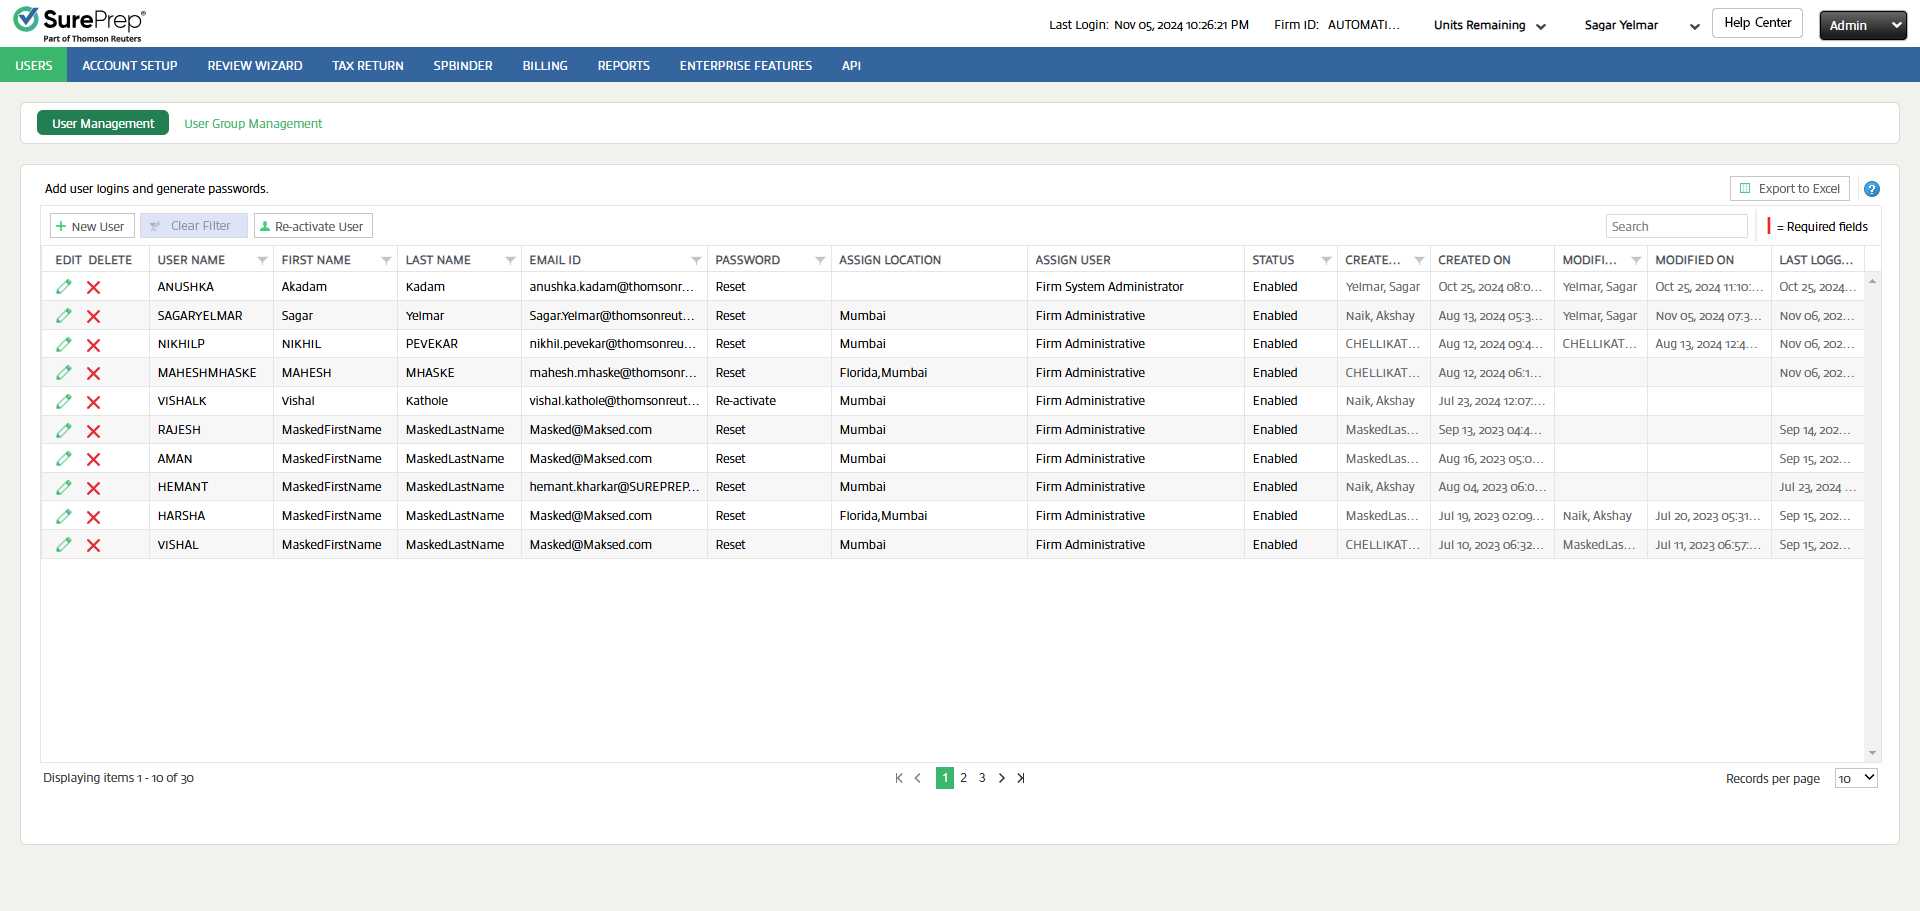 SurePrep®
Part of Thomson Reuters
Last Login: Nov 05, 2024 10:26:21 PM Firm ID: AUTOMATI... Units Remaining Sagar Yelmar Help Center Admin
USERS ACCOUNT SETUP REVIEW WIZARD TAX RETURN SPBINDER BILLING REPORTS ENTERPRISE FEATURES API
User Management User Group Management
Add user logins and generate passwords. Export to Excel ?
+ New User Clear Filter Re-activate User Search = Required fields
EDIT DELETE USER NAME FIRST NAME LAST NAME EMAIL ID PASSWORD ASSIGN LOCATION ASSIGN USER STATUS CREATE... CREATED ON MODIFI... MODIFIED ON LAST LOGG...
ANUSHKA Akadam Kadam anushka.kadam@thomsonr... Reset Firm System Administrator Enabled Yelmar, Sagar Oct 25, 2024 08:0... Yelmar, Sagar Oct 25, 2024 11:10:... Oct 25, 2024...
SAGARYELMAR Sagar Yelmar Sagar.Yelmar@thomsonreut... Reset Mumbai Firm Administrative Enabled Naik, Akshay Aug 13, 2024 05:3... Yelmar, Sagar Nov 05, 2024 07:3... Nov 06, 202...
NIKHILP NIKHIL PEVEKAR nikhil.pevekar@thomsonreu... Reset Mumbai Firm Administrative Enabled CHELLIKAT... Aug 12, 2024 09:4... CHELLIKAT... Aug 13, 2024 12:4... Nov 06, 202...
MAHESHMHASKE MAHESH MHASKE mahesh.mhaske@thomsonr... Reset Florida,Mumbai Firm Administrative Enabled CHELLIKAT... Aug 12, 2024 06:1... Nov 06, 202...
VISHALK Vishal Kathole vishal.kathole@thomsonreut... Re-activate Mumbai Firm Administrative Enabled Naik, Akshay Jul 23, 2024 12:07:...
RAJESH MaskedFirstName MaskedLastName Masked@Maksed.com Reset Mumbai Firm Administrative Enabled MaskedLas... Sep 13, 2023 04:4... Sep 14, 202...
AMAN MaskedFirstName MaskedLastName Masked@Maksed.com Reset Mumbai Firm Administrative Enabled MaskedLas... Aug 16, 2023 05:0... Sep 15, 202...
HEMANT MaskedFirstName MaskedLastName hemant.kharkar@SUREPREP... Reset Mumbai Firm Administrative Enabled Naik, Akshay Aug 04, 2023 06:0... Jul 23, 2024 ...
HARSHA MaskedFirstName MaskedLastName Masked@Maksed.com Reset Florida,Mumbai Firm Administrative Enabled MaskedLas... Jul 19, 2023 02:09... Naik, Akshay Jul 20, 2023 05:31... Sep 15, 202...
VISHAL MaskedFirstName MaskedLastName Masked@Maksed.com Reset Mumbai Firm Administrative Enabled CHELLIKAT... Jul 10, 2023 06:32... MaskedLas... Jul 11, 2023 06:57:... Sep 15, 202...
Displaying items 1 - 10 of 30 1 2 3 Records per page 10